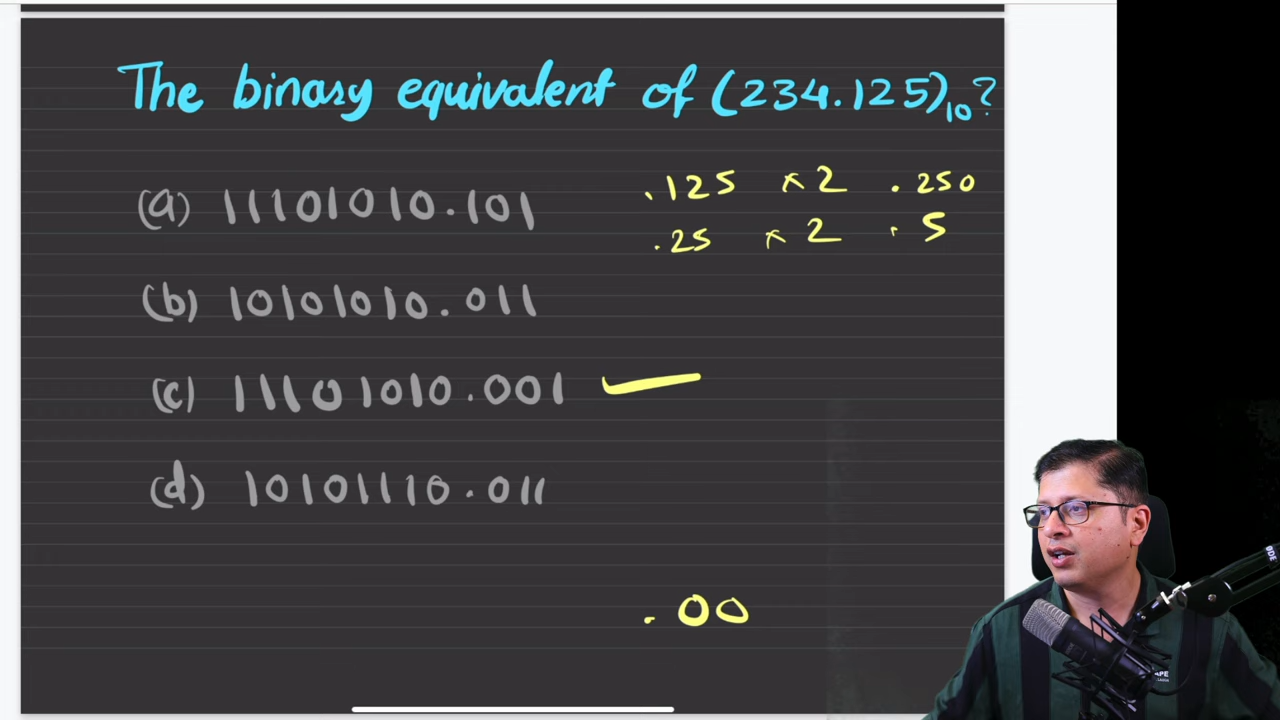 The binary equivalent of (234.125)₁₀?
.125 × 2 .250
(a) 11101010.101
.25 × 2 .5
(b) 10101010.011
(c) 11101010.001 ✓
(d) 10101110.011
.00